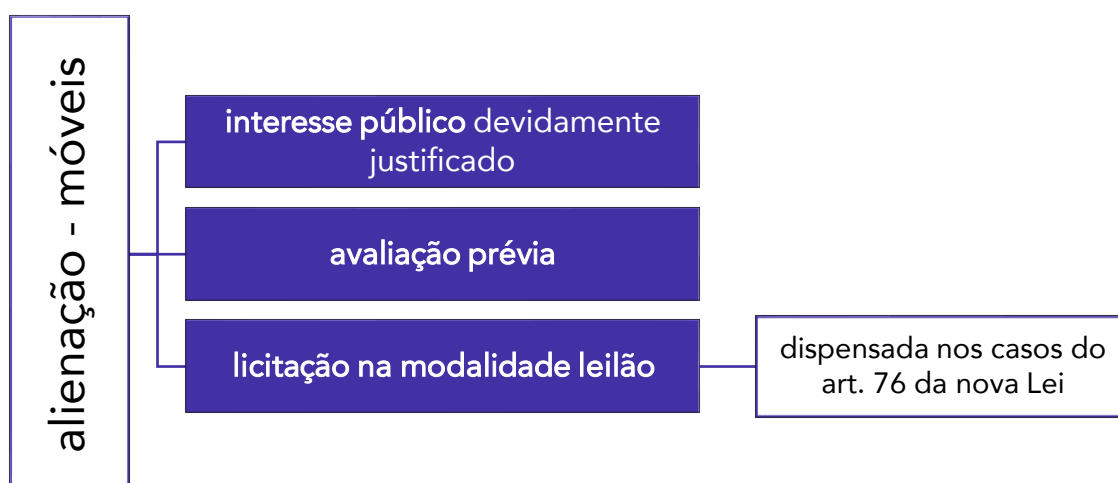 alienação - móveis
interesse público devidamente
justificado
avaliação prévia
licitação na modalidade leilão
dispensada nos casos do
art. 76 da nova Lei